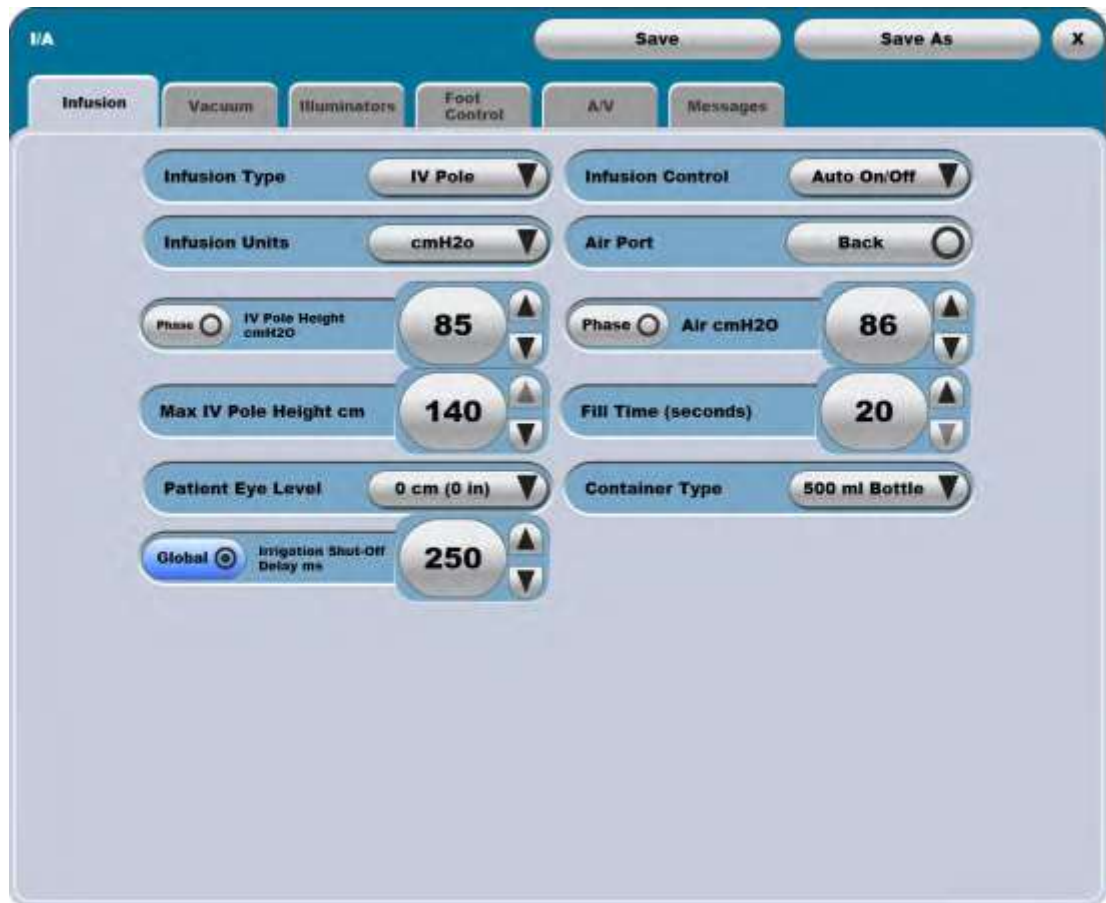 I/A
Save
Save As
X
Infusion
Vacuum
Illuminators
Foot
Control
A/V
Messages
Infusion Type
IV Pole
Infusion Control
Auto On/Off
Infusion Units
cmH2o
Air Port
Back
Phase
IV Pole Height
cmH2O
85
Phase
Air cmH2O
86
Max IV Pole Height cm
140
Fill Time (seconds)
20
Patient Eye Level
0 cm (0 in)
Container Type
500 ml Bottle
Global
Irrigation Shut-Off
Delay ms
250